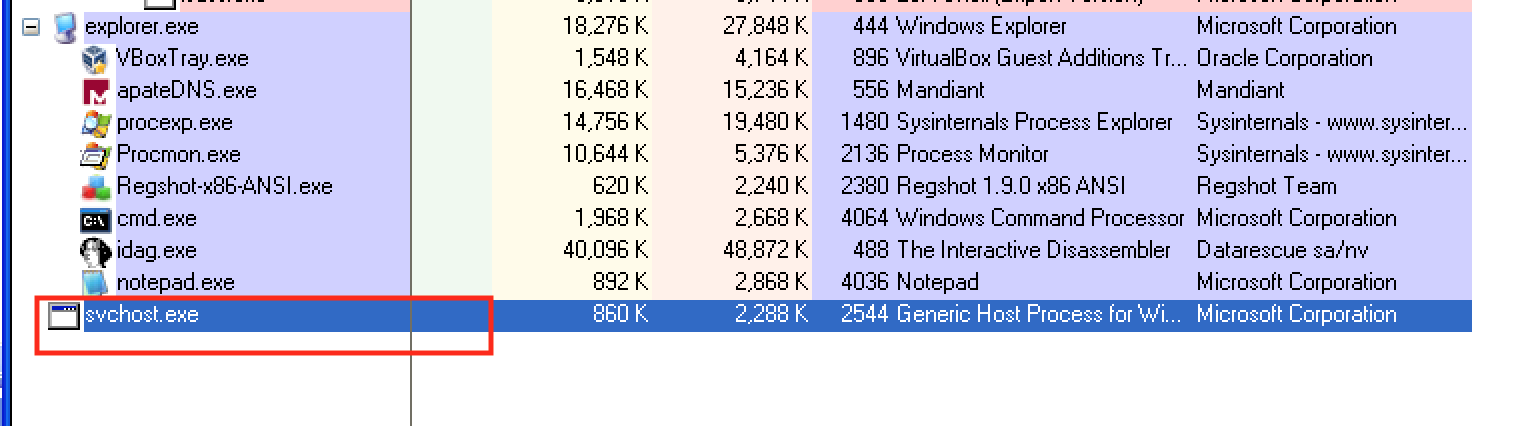 explorer.exe 18,276 K 27,848 K 444 Windows Explorer Microsoft Corporation
VBoxTray.exe 1,548 K 4,164 K 896 VirtualBox Guest Additions Tr... Oracle Corporation
apateDNS.exe 16,468 K 15,236 K 556 Mandiant Mandiant
procexp.exe 14,756 K 19,480 K 1480 Sysinternals Process Explorer Sysinternals - www.sysinter...
Procmon.exe 10,644 K 5,376 K 2136 Process Monitor Sysinternals - www.sysinter...
Regshot-x86-ANSI.exe 620 K 2,240 K 2380 Regshot 1.9.0 x86 ANSI Regshot Team
cmd.exe 1,968 K 2,668 K 4064 Windows Command Processor Microsoft Corporation
idag.exe 40,096 K 48,872 K 488 The Interactive Disassembler Datarescue sa/nv
notepad.exe 892 K 2,868 K 4036 Notepad Microsoft Corporation
svchost.exe 860 K 2,288 K 2544 Generic Host Process for Wi... Microsoft Corporation